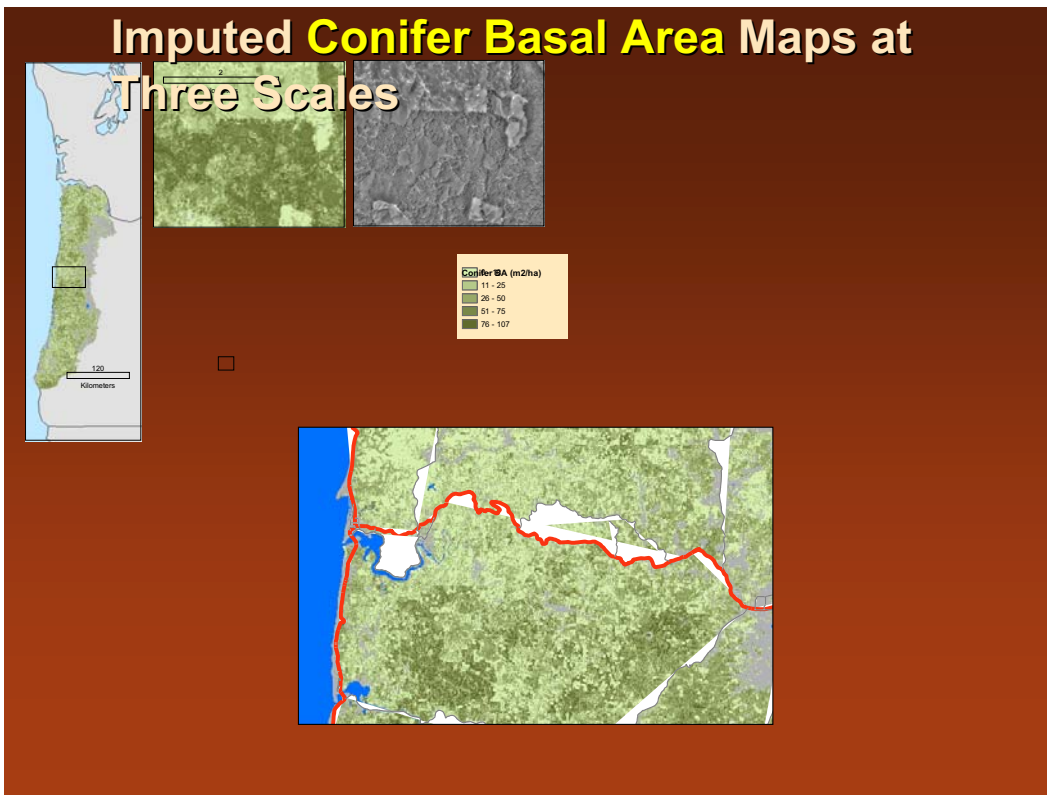 Imputed Conifer Basal Area Maps at
Three Scales
2
120
Kilometers
Conifer BA (m2/ha)
11 - 25
26 - 50
51 - 75
76 - 107